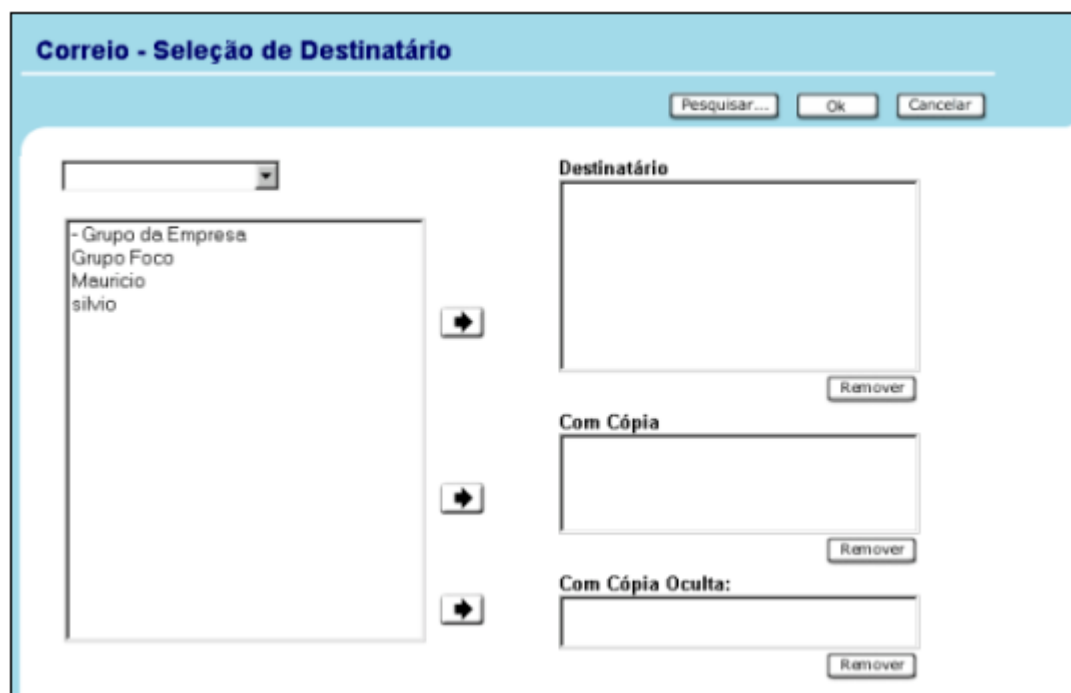 Correio - Seleção de Destinatário
Pesquisar... Ok Cancelar
Destinatário
- Grupo da Empresa
Grupo Foco
Mauricio
silvio
Remover
Com Cópia
Remover
Com Cópia Oculta:
Remover